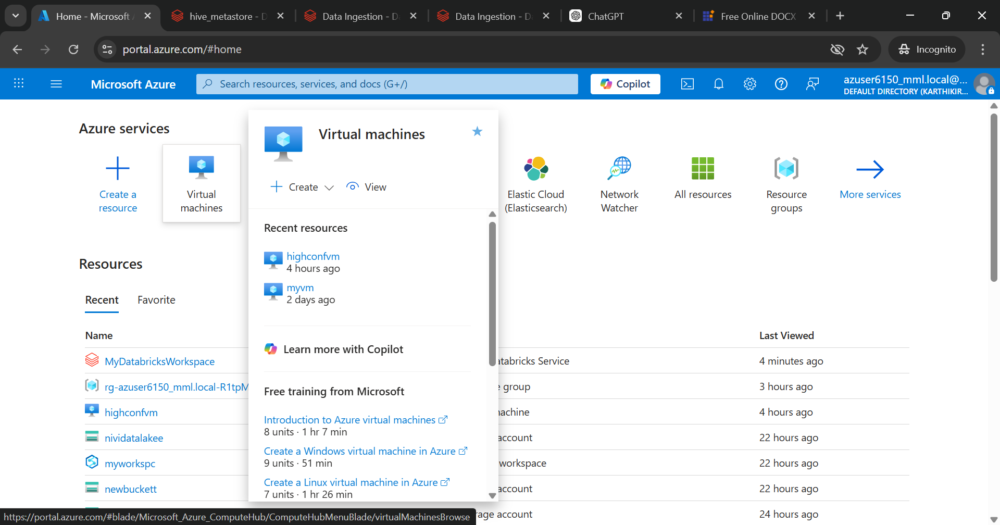 Home - Microsoft
hive_metastore - D
Data Ingestion - D
Data Ingestion - D
ChatGPT
Free Online DOCX
portal.azure.com/#home
Incognito
Microsoft Azure
Search resources, services, and docs (G+/)
Copilot
azuser6150_mml.local@...
DEFAULT DIRECTORY (KARTHIKIR...
Azure services
Create a
resource
Virtual
machines
Virtual machines
Create
View
Elastic Cloud
(Elasticsearch)
Network
Watcher
All resources
Resource
groups
More services
Recent resources
highconfvm
4 hours ago
myvm
2 days ago
Learn more with Copilot
Free training from Microsoft
Introduction to Azure virtual machines
8 units · 1 hr 7 min
Create a Windows virtual machine in Azure
9 units · 51 min
Create a Linux virtual machine in Azure
7 units · 1 hr 26 min
Resources
Recent
Favorite
Name
Last Viewed
MyDatabricksWorkspace
atabricks Service
4 minutes ago
rg-azuser6150_mml.local-R1tpM
group
3 hours ago
highconfvm
achine
4 hours ago
nividatalakee
account
22 hours ago
myworkspc
workspace
22 hours ago
newbuckett
account
22 hours ago
rage account
24 hours ago
https://portal.azure.com/#blade/Microsoft_Azure_ComputeHub/ComputeHubMenuBlade/virtualMachinesBrowse